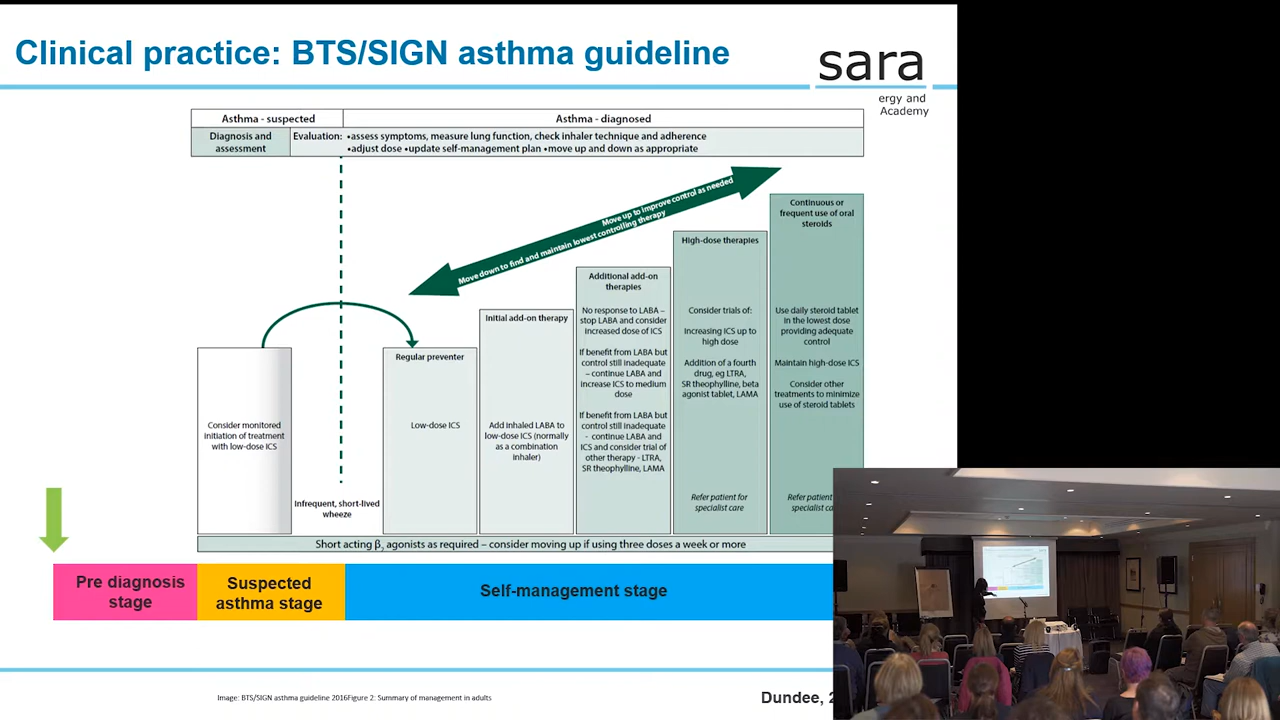 Clinical practice: BTS/SIGN asthma guideline
sara
ergy and
Academy
Asthma - suspected
Asthma - diagnosed
Diagnosis and
assessment
Evaluation: •assess symptoms, measure lung function, check inhaler technique and adherence
•adjust dose •update self-management plan •move up and down as appropriate
Move up to improve control as needed
Move down to find and maintain lowest controlling therapy
Consider monitored
initiation of treatment
with low-dose ICS
Infrequent, short-lived
wheeze
Regular preventer
Low-dose ICS
Initial add-on therapy
Add inhaled LABA to
low-dose ICS (normally
as a combination
inhaler)
Additional add-on
therapies
No response to LABA –
stop LABA and consider
increased dose of ICS
If benefit from LABA but
control still inadequate
– continue LABA and
increase ICS to medium
dose
If benefit from LABA but
control still inadequate
- continue LABA and
ICS and consider trial of
other therapy - LTRA,
SR theophylline, LAMA
High-dose therapies
Consider trials of:
Increasing ICS up to
high dose
Addition of a fourth
drug, eg LTRA,
SR theophylline, beta
agonist tablet, LAMA
Refer patient for
specialist care
Continuous or
frequent use of oral
steroids
Use daily steroid tablet
in the lowest dose
providing adequate
control
Maintain high-dose ICS
Consider other
treatments to minimize
use of steroid tablets
Refer patient
specialist ca
Short acting β₂ agonists as required – consider moving up if using three doses a week or more
Pre diagnosis
stage
Suspected
asthma stage
Self-management stage
Image: BTS/SIGN asthma guideline 2016Figure 2: Summary of management in adults
Dundee, 2